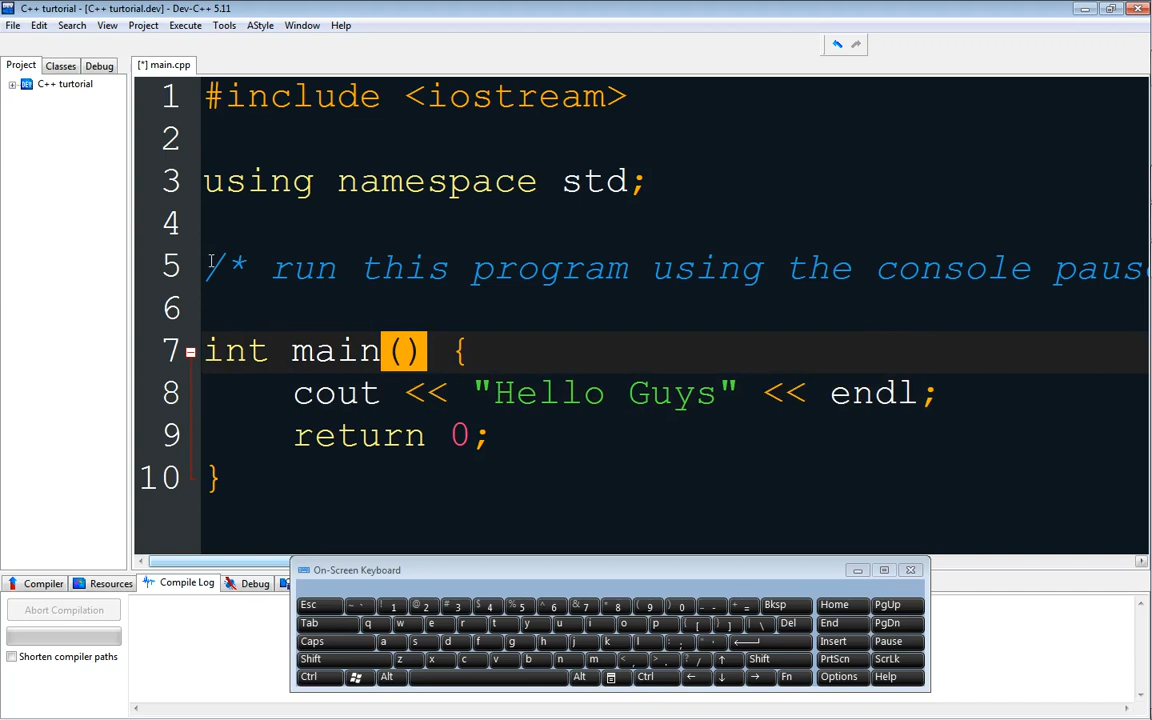 C++ turtorial - [C++ turtorial.dev] - Dev-C++ 5.11
File Edit Search View Project Execute Tools AStyle Window Help
Project Classes Debug
[*] main.cpp
C++ turtorial
1 #include <iostream>
2
3 using namespace std;
4
5 /* run this program using the console
6
7 int main() {
8 cout << "Hello Guys" << endl;
9 return 0;
10 }
Compiler Resources Compile Log Debug
Abort Compilation
Shorten compiler paths
On-Screen Keyboard
Esc ~ ` ! 1 @ 2 # 3 $ 4 % 5 ^ 6 & 7 * 8 ( 9 ) 0 _ - + = Bksp Home PgUp
Tab q w e r t y u i o p { [ } ] | \ Del End PgDn
Caps a s d f g h j k l : ; " ' Insert Pause
Shift z x c v b n m < , > . ? / ↑ Shift PrtScn ScrLk
Ctrl Alt Alt Ctrl ← ↓ → Fn Options Help